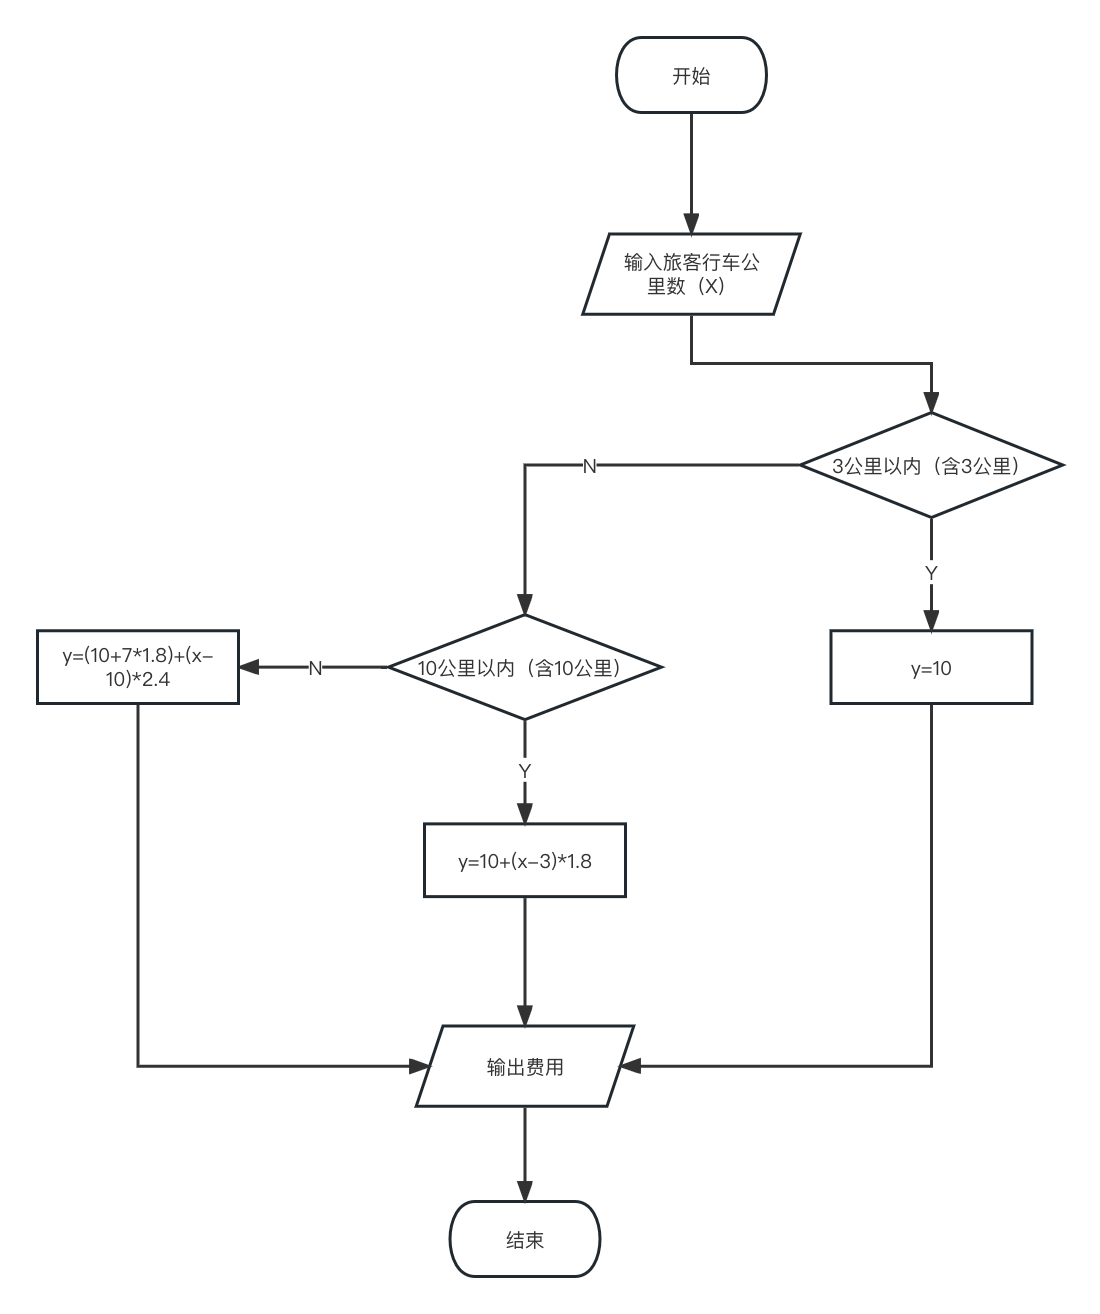 开始
输入旅客行车公
里数（X）
3公里以内（含3公里）
N
Y
10公里以内（含10公里）
N
y=(10+7*1.8)+(x-
10)*2.4
y=10
Y
y=10+(x-3)*1.8
输出费用
结束